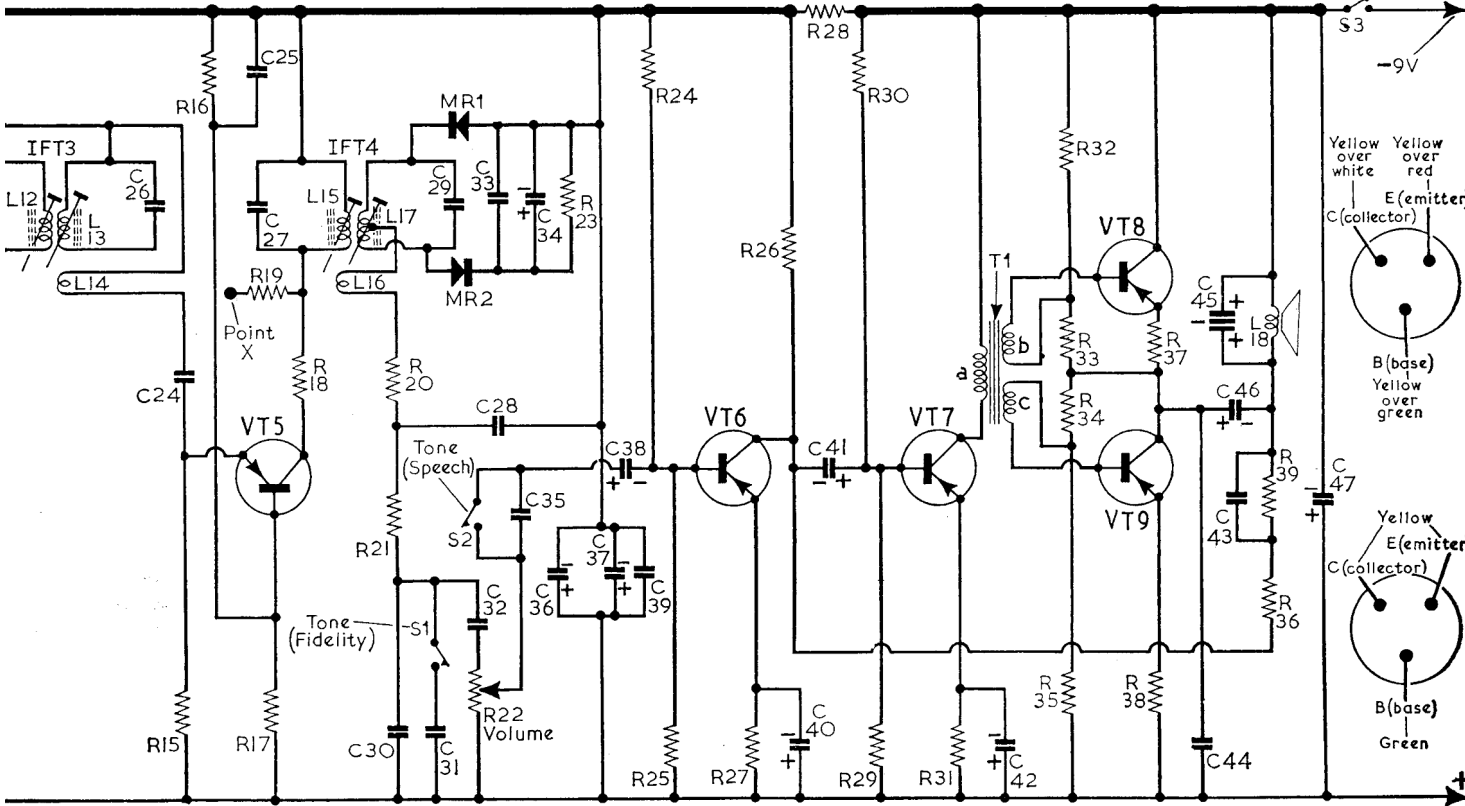 S3
-9V
R28
C25
R16
R24
R30
MR1
R32
IFT3
IFT4
Yellow
over
white
Yellow
over
red
E(emitter)
C(collector)
B(base)
Yellow
over
green
C
26
L12
L
13
C
27
L15
L17
C
29
C
33
C
34
R
23
VT8
R26
T1
MR2
L14
R19
L16
Point
X
a
b
c
R
33
R
37
C
45
L
18
R
18
R
20
C24
R
34
C46
VT5
C28
VT6
VT7
Tone
(Speech)
C38
C41
R
39
C
47
C35
S2
VT9
C
43
R21
C
37
C
36
C
39
C
32
Yellow
E(emitter
C(collector)
R
36
Tone
(Fidelity)
-S1
B(base)
Green
R22
Volume
R
35
R
38
R15
R17
C30
C
31
R25
R27
C
40
R29
R31
C
42
C44
+